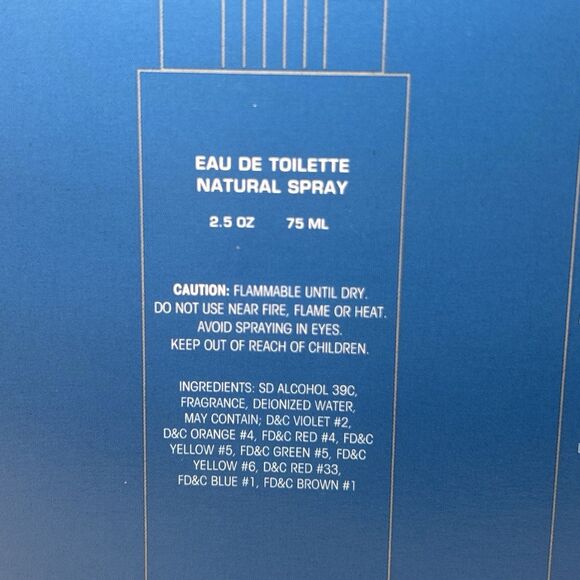 EAU DE TOILETTE
NATURAL SPRAY
2.5 OZ 75 ML
CAUTION: FLAMMABLE UNTIL DRY.
DO NOT USE NEAR FIRE, FLAME OR HEAT.
AVOID SPRAYING IN EYES.
KEEP OUT OF REACH OF CHILDREN.
INGREDIENTS: SD ALCOHOL 39C,
FRAGRANCE, DEIONIZED WATER,
MAY CONTAIN; D&C VIOLET #2,
D&C ORANGE #4, FD&C RED #4, FD&C
YELLOW #5, FD&C GREEN #5, FD&C
YELLOW #6, D&C RED #33,
FD&C BLUE #1, FD&C BROWN #1